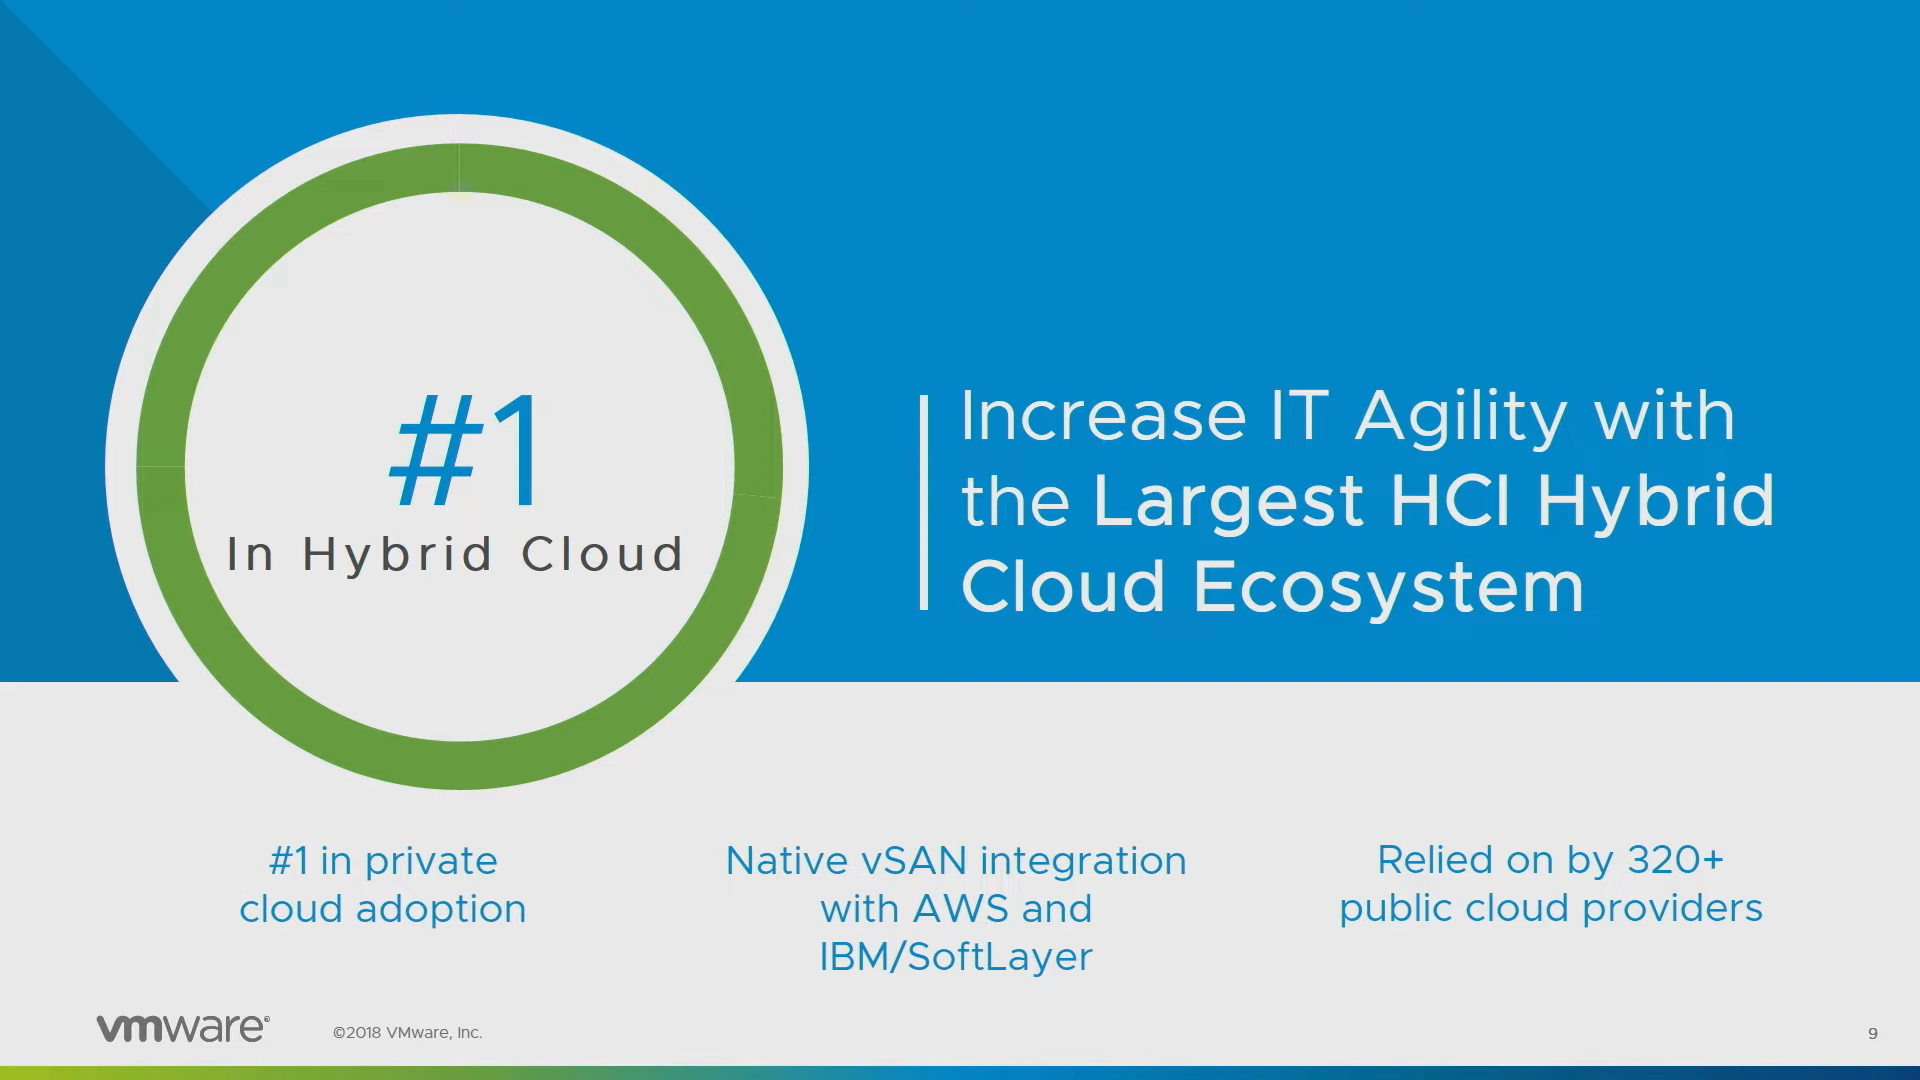 #1
In Hybrid Cloud
Increase IT Agility with
the Largest HCI Hybrid
Cloud Ecosystem
#1 in private
cloud adoption
Native vSAN integration
with AWS and
IBM/SoftLayer
Relied on by 320+
public cloud providers
vmware®
©2018 VMware, Inc.
9